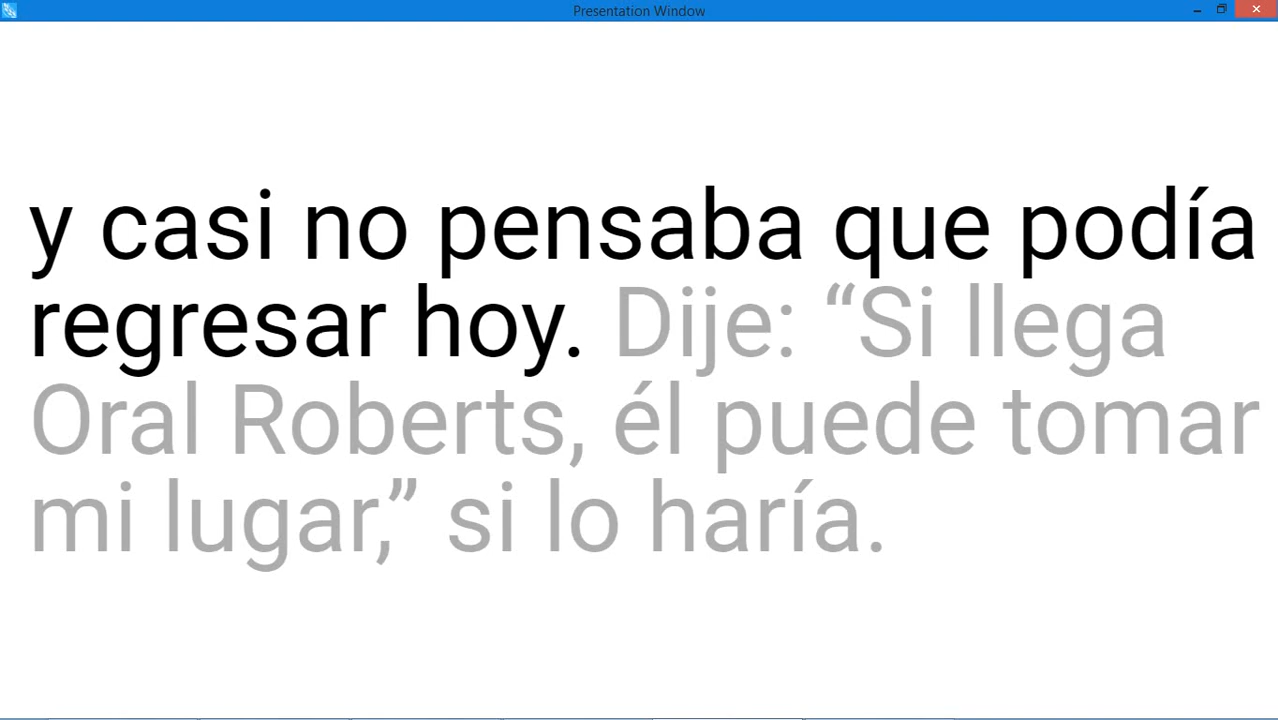 Presentation Window
y casi no pensaba que podía
regresar hoy. Dije: “Si llega
Oral Roberts, él puede tomar
mi lugar,” si lo haría.